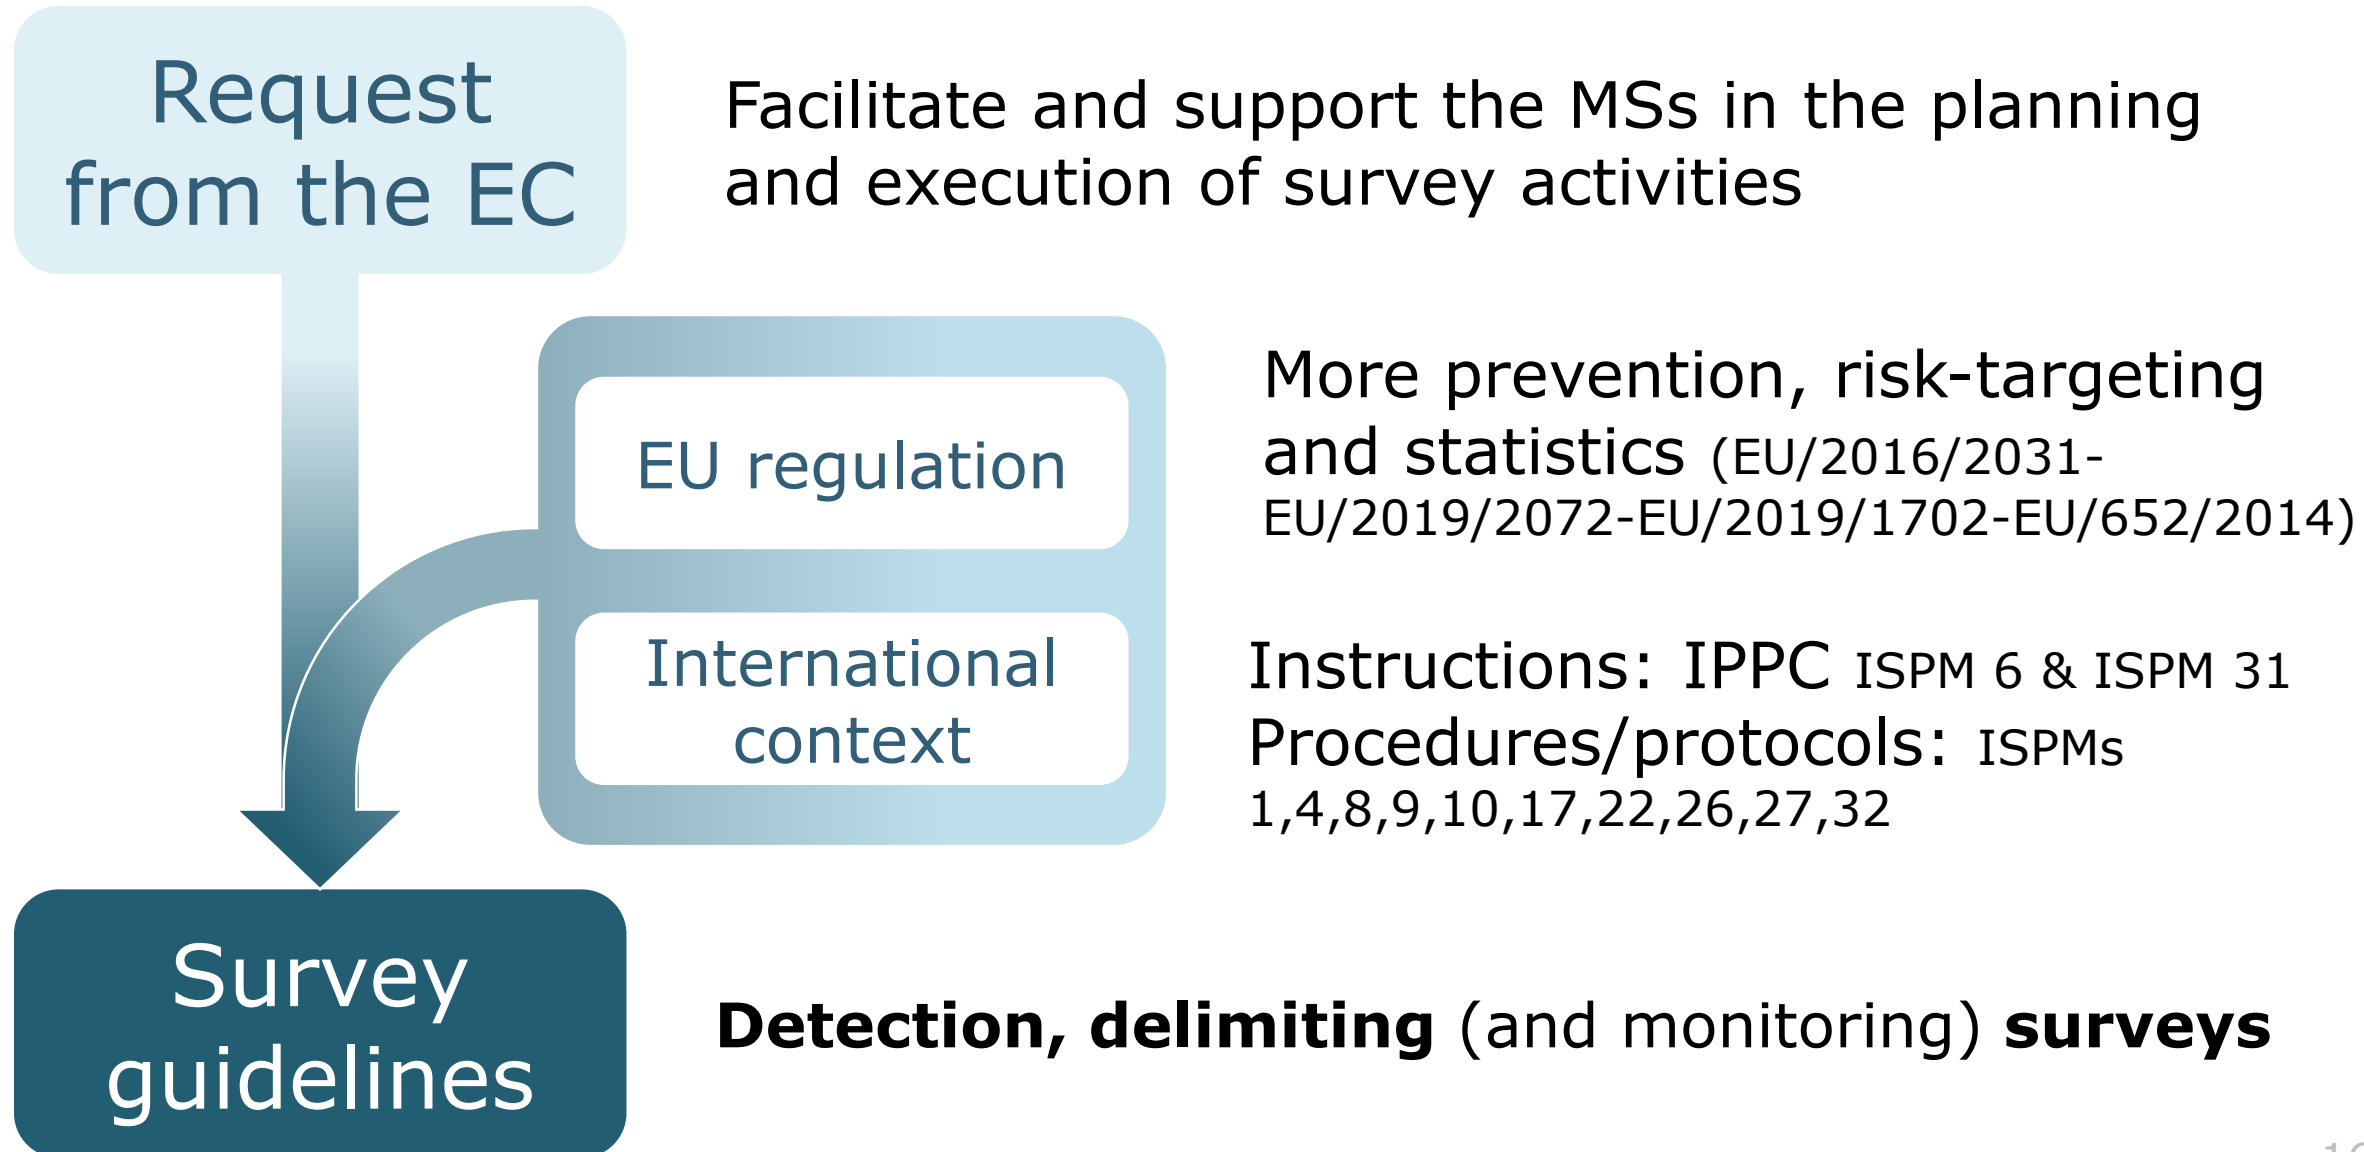 Request
from the EC
Facilitate and support the MSs in the planning
and execution of survey activities
EU regulation
More prevention, risk-targeting
and statistics (EU/2016/2031-
EU/2019/2072-EU/2019/1702-EU/652/2014)
International
context
Instructions: IPPC ISPM 6 & ISPM 31
Procedures/protocols: ISPMs
1,4,8,9,10,17,22,26,27,32
Survey
guidelines
Detection, delimiting (and monitoring) surveys